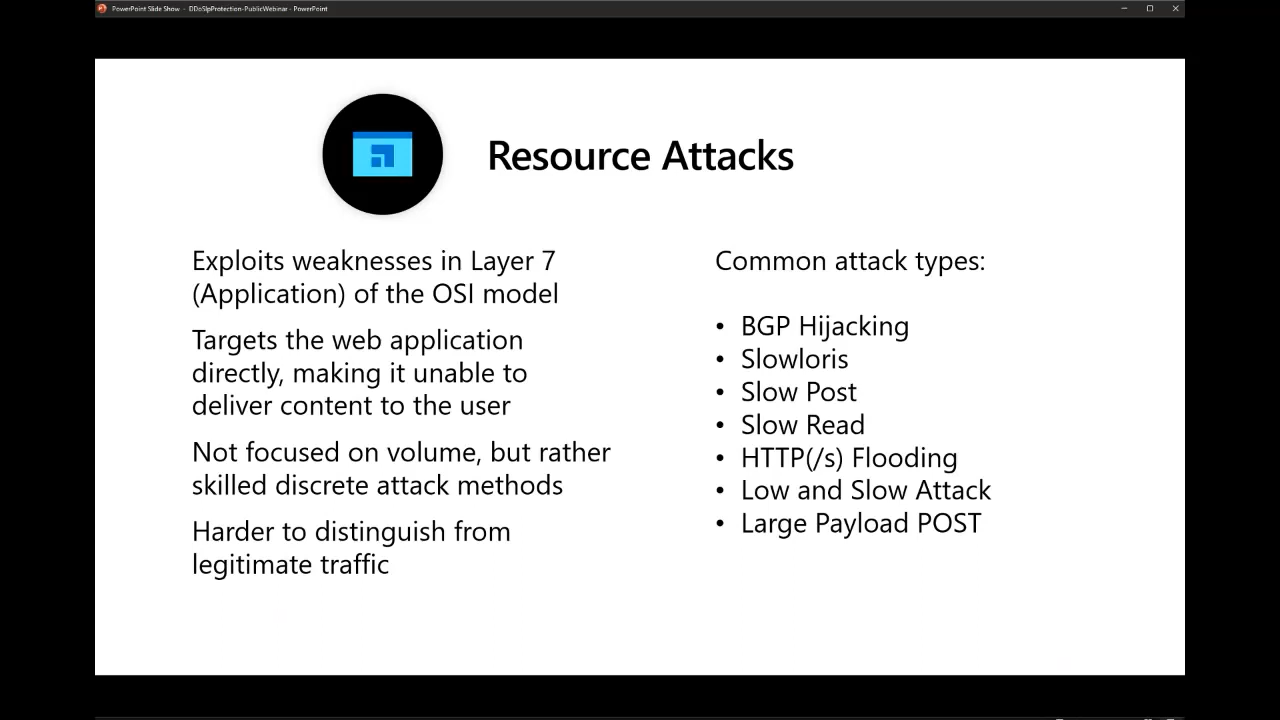 PowerPoint Slide Show - DDoSIpProtection-PublicWebinar - PowerPoint
Resource Attacks
Exploits weaknesses in Layer 7
(Application) of the OSI model
Targets the web application
directly, making it unable to
deliver content to the user
Not focused on volume, but rather
skilled discrete attack methods
Harder to distinguish from
legitimate traffic
Common attack types:
• BGP Hijacking
• Slowloris
• Slow Post
• Slow Read
• HTTP(/s) Flooding
• Low and Slow Attack
• Large Payload POST